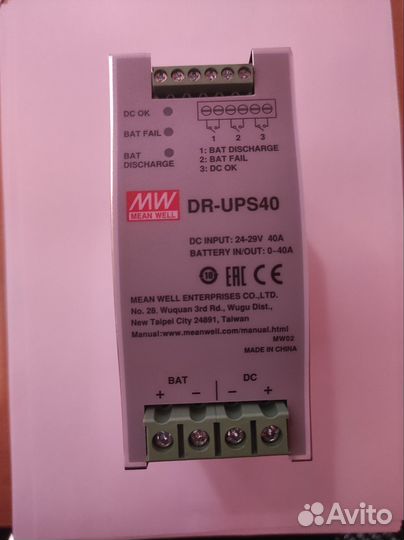 DC OK
BAT FAIL
BAT DISCHARGE
1 2 3
1: BAT DISCHARGE
2: BAT FAIL
3: DC OK
MW
MEAN WELL
DR-UPS40
DC INPUT: 24-29V 40A
BATTERY IN/OUT: 0~40A
10
EAC CE
MEAN WELL ENTERPRISES CO.,LTD.
No. 28, Wuquan 3rd Rd., Wugu Dist.,
New Taipei City 24891, Taiwan
Manual:www.meanwell.com/manual.html
MW02
MADE IN CHINA
BAT DC
+ − − +
Avito